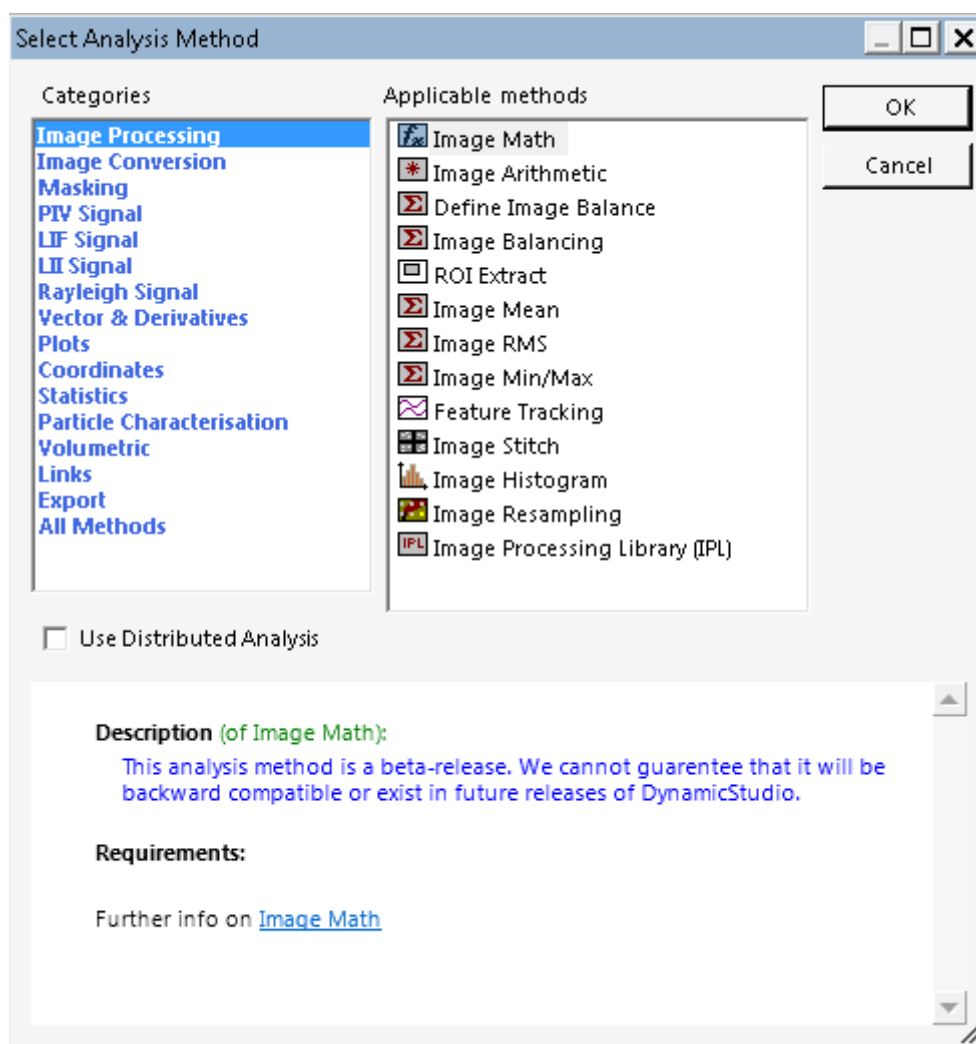 Select Analysis Method
Categories
Image Processing
Image Conversion
Masking
PIV Signal
LIF Signal
LII Signal
Rayleigh Signal
Vector & Derivatives
Plots
Coordinates
Statistics
Particle Characterisation
Volumetric
Links
Export
All Methods
Applicable methods
Image Math
Image Arithmetic
Define Image Balance
Image Balancing
ROI Extract
Image Mean
Image RMS
Image Min/Max
Feature Tracking
Image Stitch
Image Histogram
Image Resampling
IPL Image Processing Library (IPL)
OK
Cancel
Use Distributed Analysis
Description (of Image Math):
This analysis method is a beta-release. We cannot guarentee that it will be
backward compatible or exist in future releases of DynamicStudio.
Requirements:
Further info on Image Math